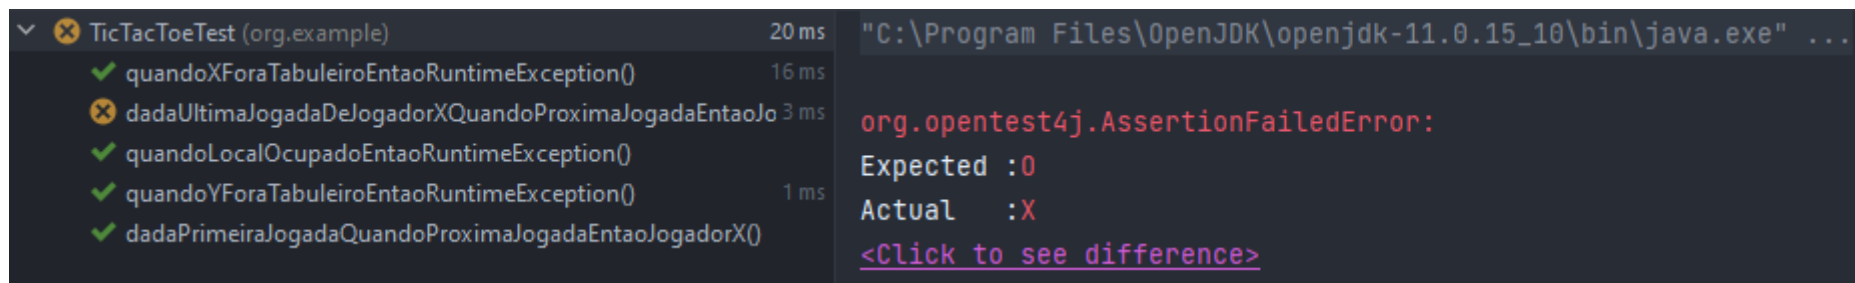 TicTacToeTest (org.example) 20 ms
quandoXForaTabuleiroEntaoRuntimeException() 16 ms
dadaUltimaJogadaDeJogadorXQuandoProximaJogadaEntaoJo 3 ms
quandoLocalOcupadoEntaoRuntimeException()
quandoYForaTabuleiroEntaoRuntimeException() 1 ms
dadaPrimeiraJogadaQuandoProximaJogadaEntaoJogadorX()
"C:\Program Files\OpenJDK\openjdk-11.0.15_10\bin\java.exe" ...
org.opentest4j.AssertionFailedError:
Expected :O
Actual :X
<Click to see difference>